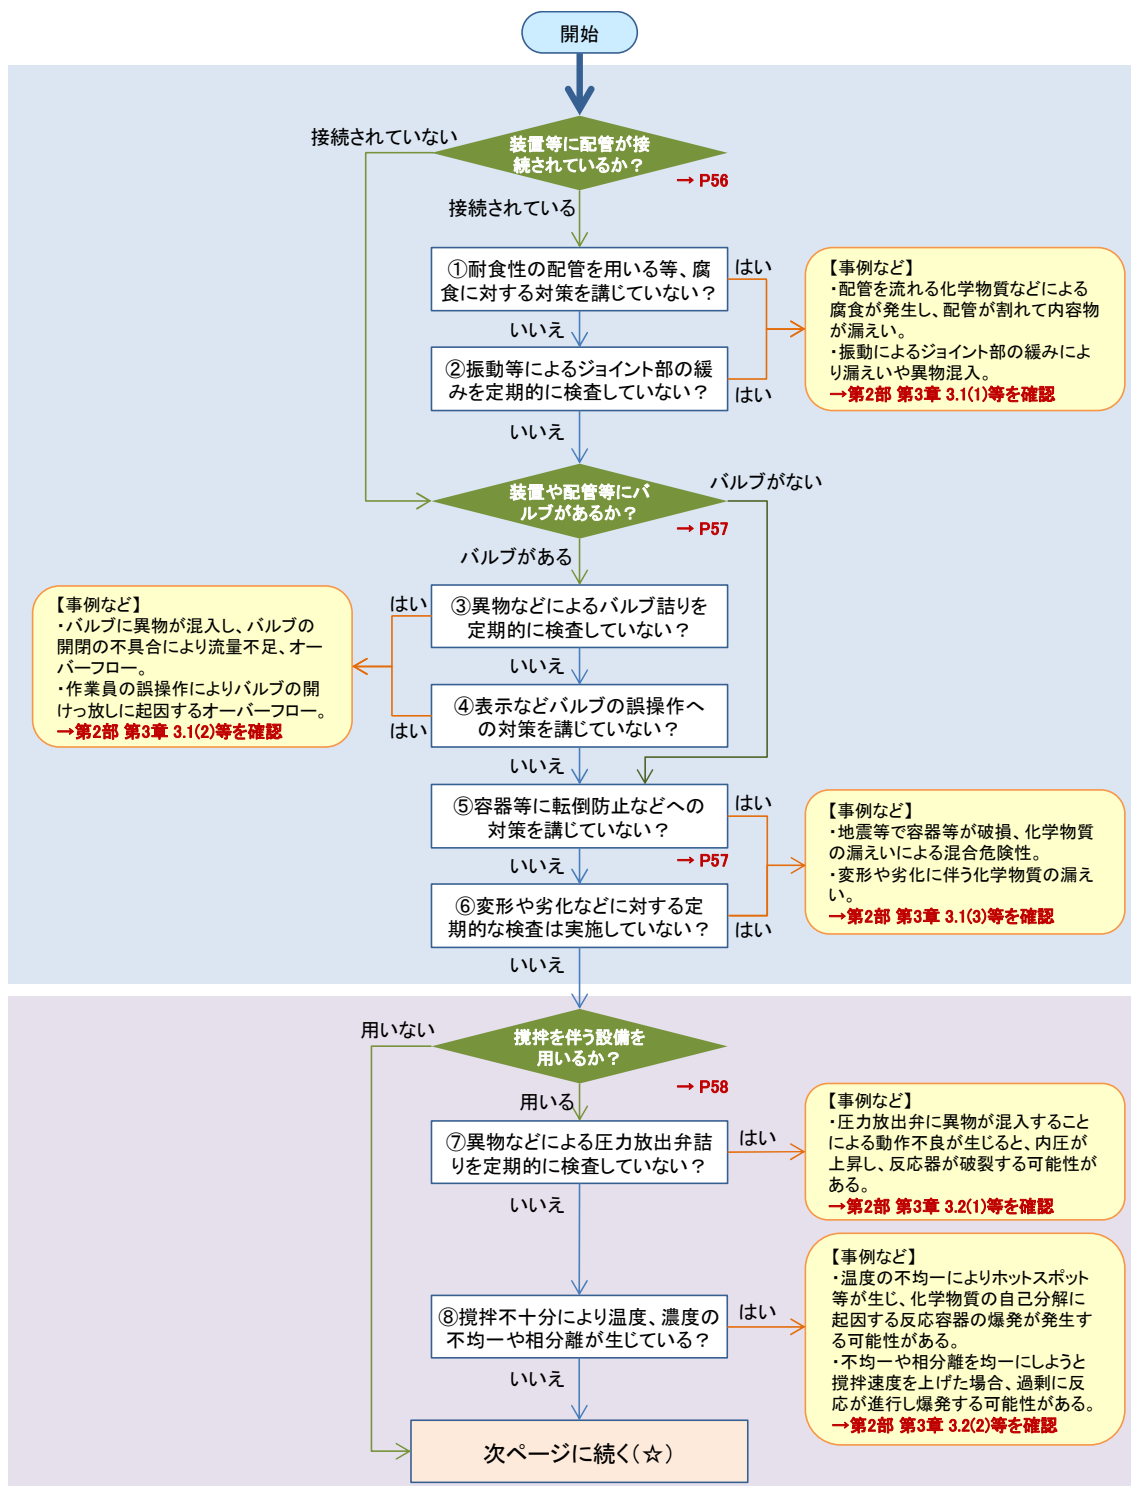 開始
接続されていない
装置等に配管が接
続されているか？
→ P56
接続されている
①耐食性の配管を用いる等、腐
食に対する対策を講じていない？
はい
いいえ
②振動等によるジョイント部の緩
みを定期的に検査していない？
はい
いいえ
【事例など】
・配管を流れる化学物質などによる
腐食が発生し、配管が割れて内容物
が漏えい。
・振動によるジョイント部の緩みによ
り漏えいや異物混入。
→第2部 第3章 3.1(1)等を確認
装置や配管等にバ
ルブがあるか？
バルブがない
→ P57
バルブがある
③異物などによるバルブ詰りを
定期的に検査していない？
はい
いいえ
④表示などバルブの誤操作へ
の対策を講じていない？
はい
いいえ
【事例など】
・バルブに異物が混入し、バルブの
開閉の不具合により流量不足、オー
バーフロー。
・作業員の誤操作によりバルブの開
けっ放しに起因するオーバーフロー。
→第2部 第3章 3.1(2)等を確認
⑤容器等に転倒防止などへの
対策を講じていない？
はい
いいえ
→ P57
⑥変形や劣化などに対する定
期的な検査は実施していない？
はい
いいえ
【事例など】
・地震等で容器等が破損、化学物質
の漏えいによる混合危険性。
・変形や劣化に伴う化学物質の漏え
い。
→第2部 第3章 3.1(3)等を確認
用いない
撹拌を伴う設備を
用いるか？
→ P58
用いる
⑦異物などによる圧力放出弁詰
りを定期的に検査していない？
はい
いいえ
【事例など】
・圧力放出弁に異物が混入すること
による動作不良が生じると、内圧が
上昇し、反応器が破裂する可能性が
ある。
→第2部 第3章 3.2(1)等を確認
⑧撹拌不十分により温度、濃度の
不均一や相分離が生じている？
はい
いいえ
【事例など】
・温度の不均一によりホットスポット
等が生じ、化学物質の自己分解に
起因する反応容器の爆発が発生す
る可能性がある。
・不均一や相分離を均一にしようと
撹拌速度を上げた場合、過剰に反
応が進行し爆発する可能性がある。
→第2部 第3章 3.2(2)等を確認
次ページに続く（☆）